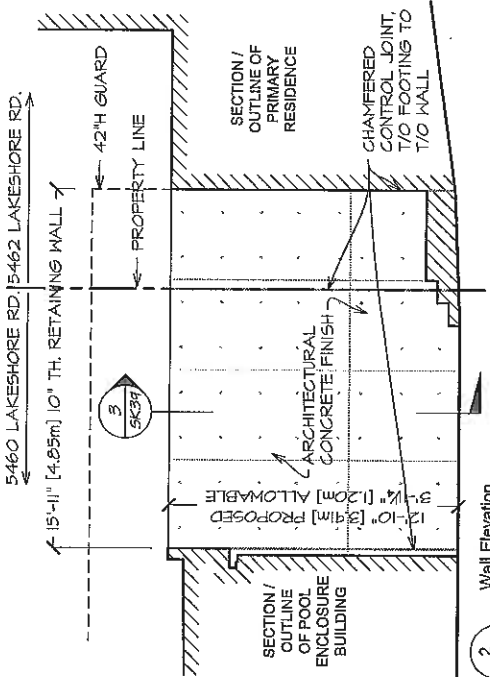 5460 LAKESHORE RD.
5462 LAKESHORE RD.
15'-11" [4.85m] 10" TH. RETAINING WALL
42"H GUARD
PROPERTY LINE
3
SK39
SECTION /
OUTLINE OF
PRIMARY
RESIDENCE
ARCHITECTURAL
CONCRETE FINISH
CHAMFERED
CONTROL JOINT,
T/O FOOTING TO
T/O WALL
12'-10" [3.91m] PROPOSED
3'-11¼" [1.20m] ALLOWABLE
SECTION /
OUTLINE
OF POOL
ENCLOSURE
BUILDING
2
Wall Elevation